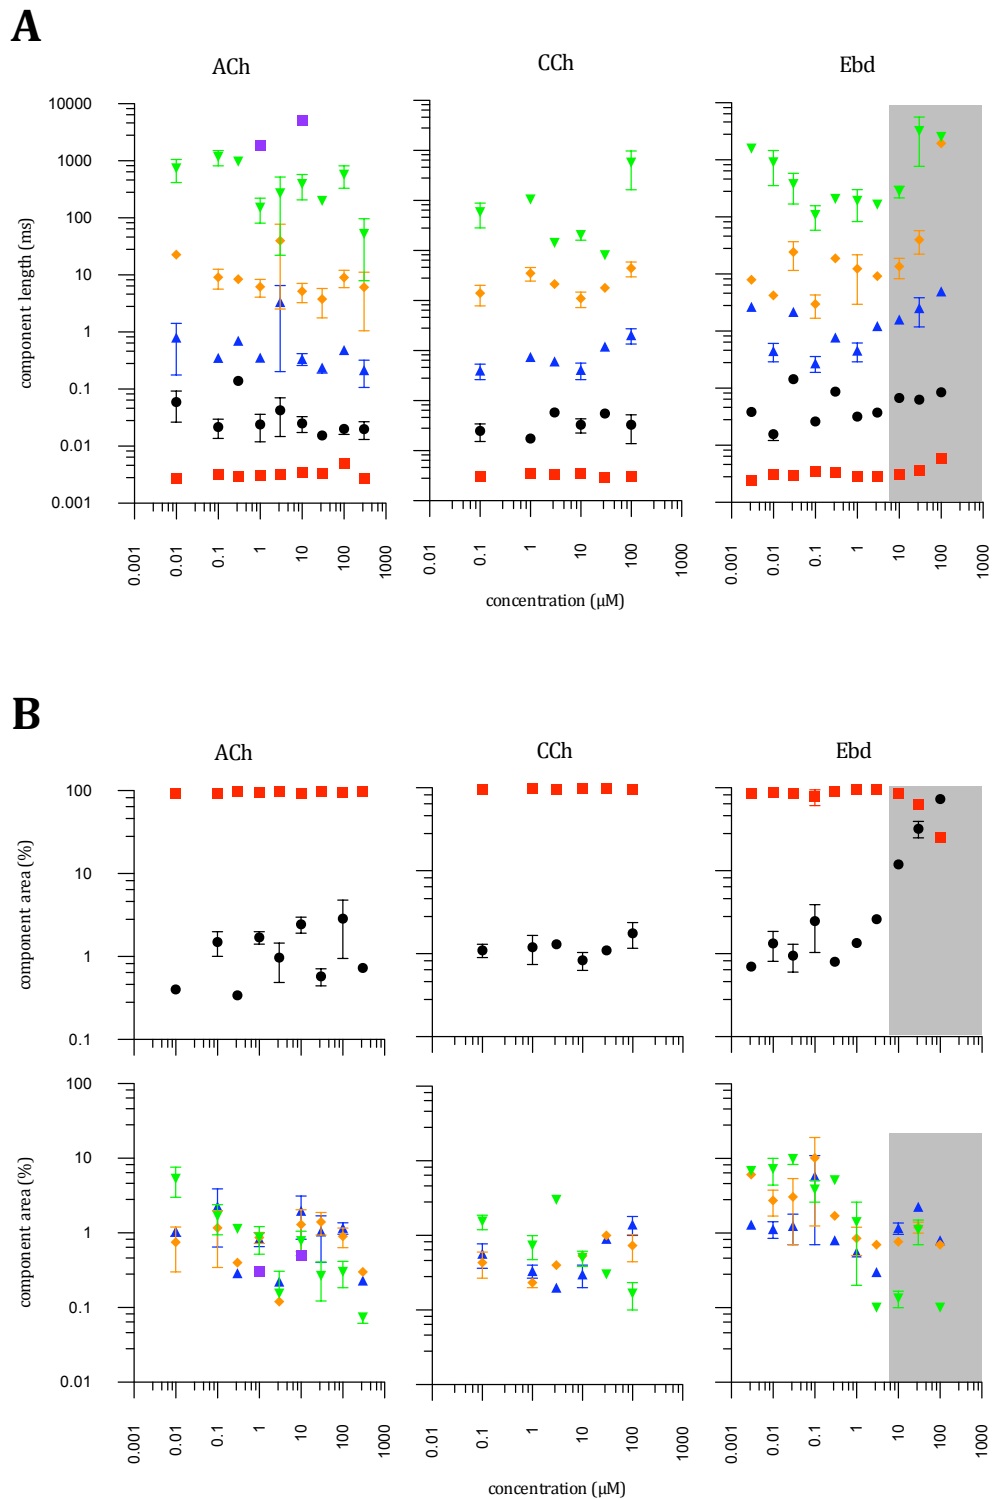 A
ACh CCh Ebd
component length (ms)
10000
1000
100
10
1
0.1
0.01
0.001
0.001 0.01 0.1 1 10 100 1000
0.01 0.1 1 10 100 1000
0.001 0.01 0.1 1 10 100 1000
concentration (µM)
B
ACh CCh Ebd
component area (%)
100
10
1
0.1
component area (%)
100
10
1
0.1
0.01
0.001 0.01 0.1 1 10 100 1000
0.01 0.1 1 10 100 1000
0.001 0.01 0.1 1 10 100 1000
concentration (µM)